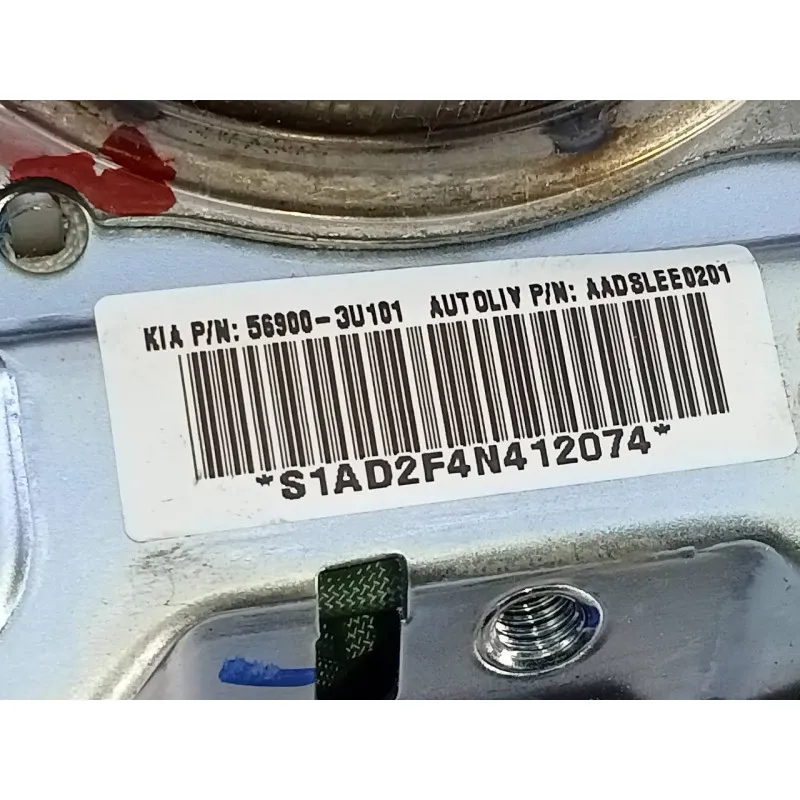 KIA P/N: 56900-3U101 AUTOLIV P/N: AADSLEE0201
*S1AD2F4N412074*